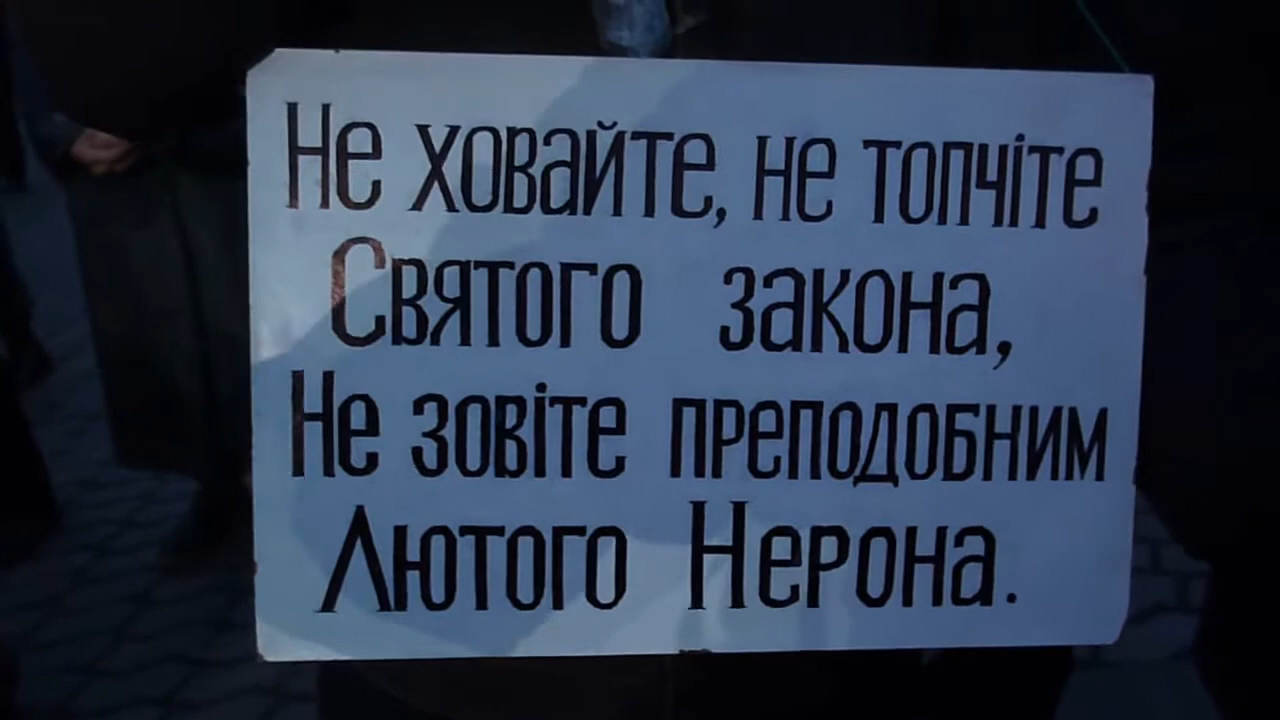 Не ховайте, не топчіте
Святого закона,
Не зовіте преподобним
Лютого Нерона.